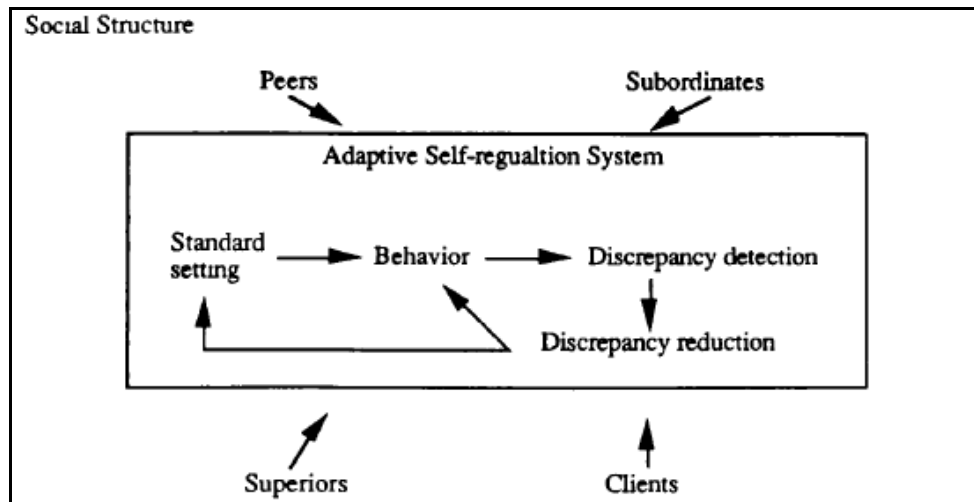 Social Structure
Peers
Subordinates
Adaptive Self-regualtion System
Standard
setting
Behavior
Discrepancy detection
Discrepancy reduction
Superiors
Clients